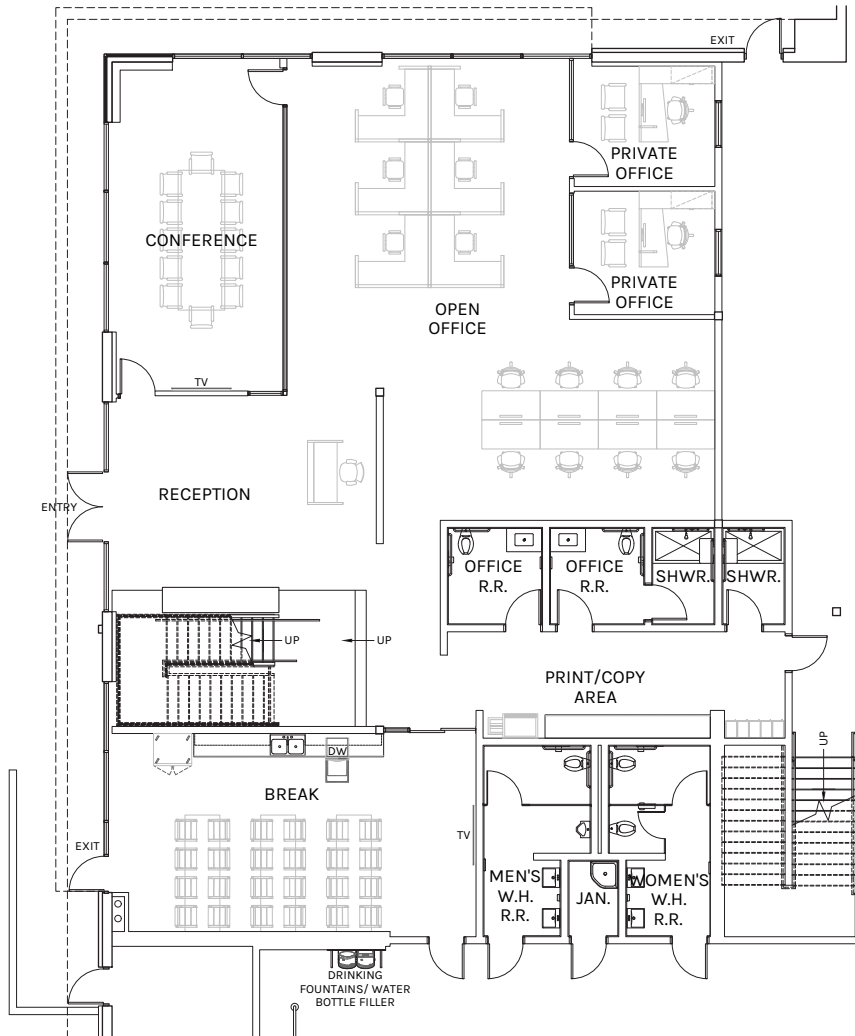 EXIT
PRIVATE
OFFICE
CONFERENCE
PRIVATE
OFFICE
OPEN
OFFICE
TV
RECEPTION
ENTRY
OFFICE
R.R.
OFFICE
R.R.
SHWR.
SHWR.
UP
UP
PRINT/COPY
AREA
UP
DW
BREAK
TV
EXIT
MEN'S
W.H.
R.R.
JAN.
WOMEN'S
W.H.
R.R.
DRINKING
FOUNTAINS/ WATER
BOTTLE FILLER